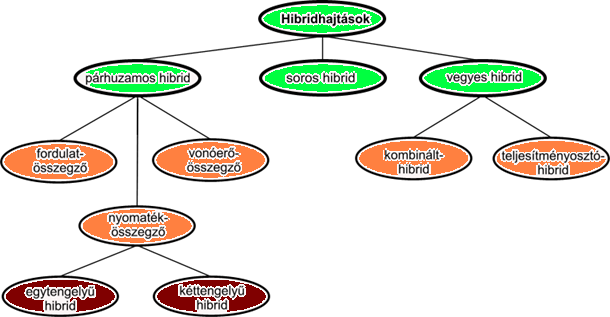 Hibridhajtások
párhuzamos hibrid
soros hibrid
vegyes hibrid
fordulat-
összegző
vonóerő-
összegző
kombinált-
hibrid
teljesítményosztó-
hibrid
nyomaték-
összegző
egytengelyű
hibrid
kéttengelyű
hibrid